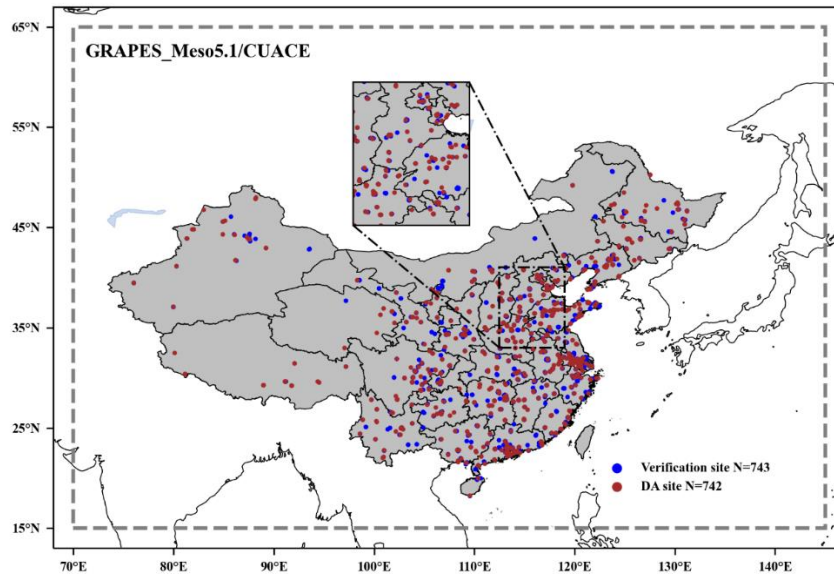 65°N
GRAPES_Meso5.1/CUACE
55°N
45°N
35°N
25°N
Verification site N=743
DA site N=742
15°N
70°E 80°E 90°E 100°E 110°E 120°E 130°E 140°E